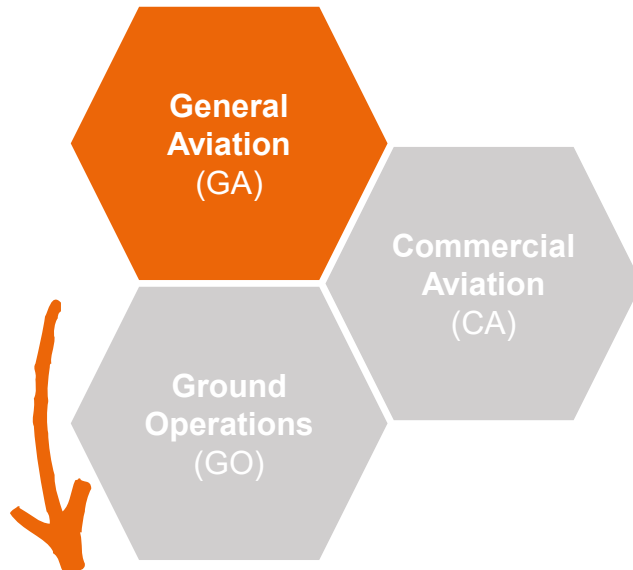 General
Aviation
(GA)
Commercial
Aviation
(CA)
Ground
Operations
(GO)